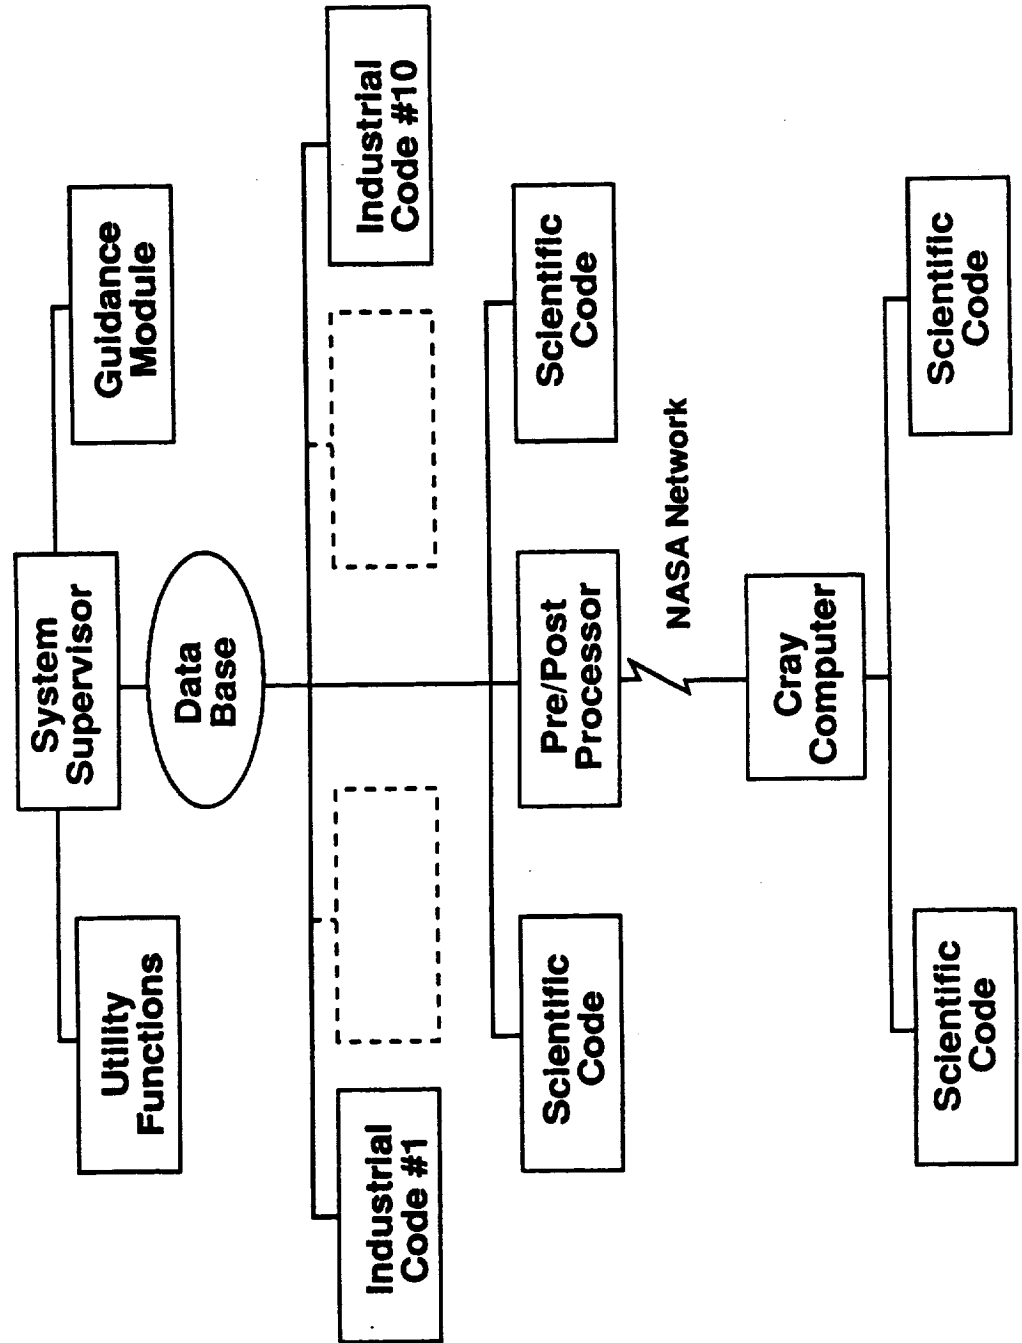 System
Supervisor
Utility
Functions
Guidance
Module
Data
Base
Industrial
Code #1
Industrial
Code #10
Scientific
Code
Pre/Post
Processor
Scientific
Code
NASA Network
Cray
Computer
Scientific
Code
Scientific
Code